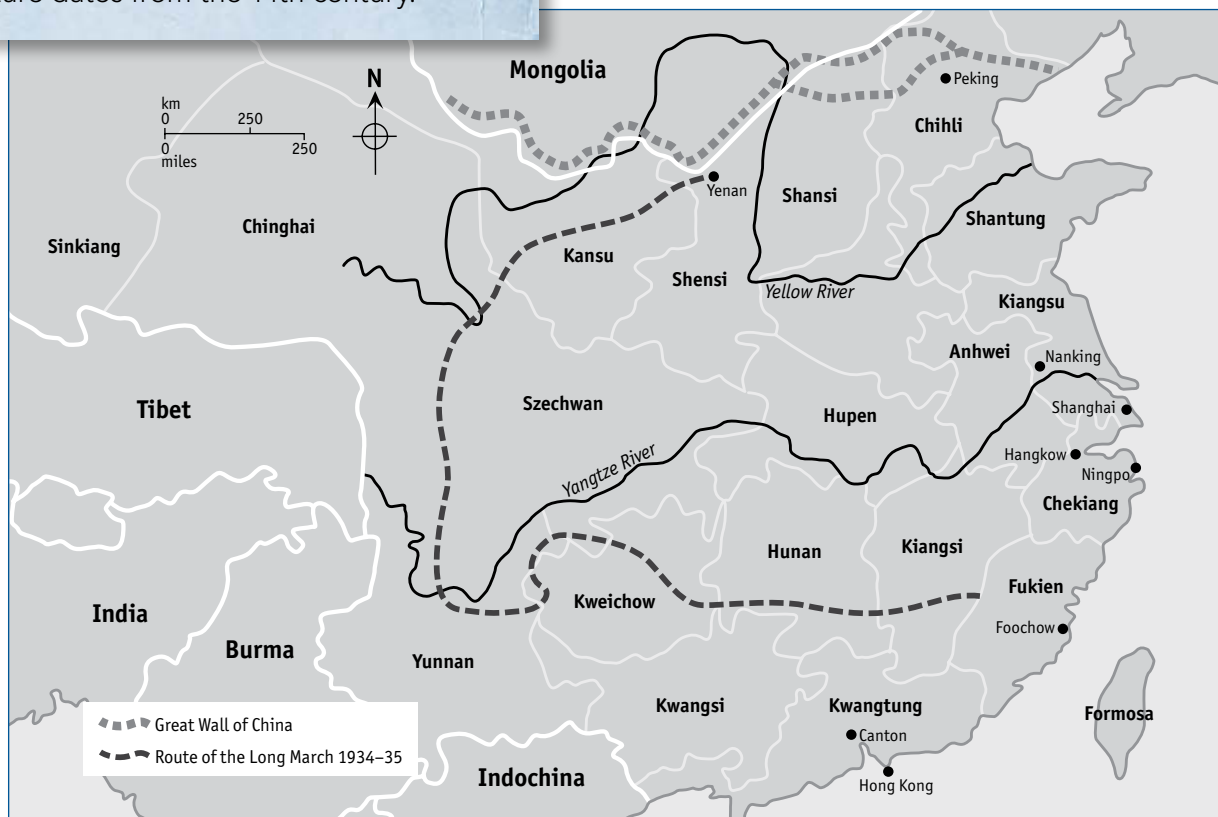 are dates from the 11th century.
Mongolia
N
km
0 250
0 250
miles
Peking
Chihli
Yenan
Shansi
Shantung
Chinghai
Sinkiang
Kansu
Shensi
Yellow River
Kiangsu
Anhwei
Nanking
Tibet
Szechwan
Hupen
Shanghai
Yangtze River
Hangkow
Ningpo
Chekiang
Hunan
Kiangsi
India
Kweichow
Fukien
Foochow
Burma
Yunnan
Kwangsi
Kwangtung
Formosa
Canton
Great Wall of China
Route of the Long March 1934–35
Indochina
Hong Kong